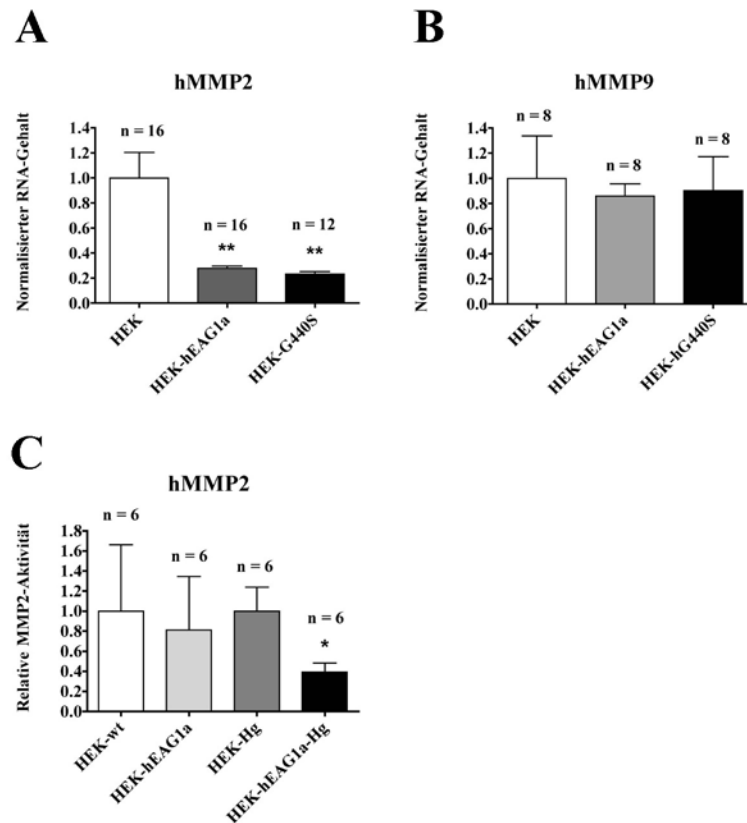 A
hMMP2
Normalisierter RNA-Gehalt
1.4
1.2
1.0
0.8
0.6
0.4
0.2
0.0
n = 16
n = 16
n = 12
**
**
HEK
HEK-hEAG1a
HEK-G440S
B
hMMP9
Normalisierter RNA-Gehalt
1.4
1.2
1.0
0.8
0.6
0.4
0.2
0.0
n = 8
n = 8
n = 8
HEK
HEK-hEAG1a
HEK-hG440S
C
hMMP2
Relative MMP2-Aktivität
1.8
1.6
1.4
1.2
1.0
0.8
0.6
0.4
0.2
0.0
n = 6
n = 6
n = 6
n = 6
*
HEK-wt
HEK-hEAG1a
HEK-Hg
HEK-hEAG1a-Hg